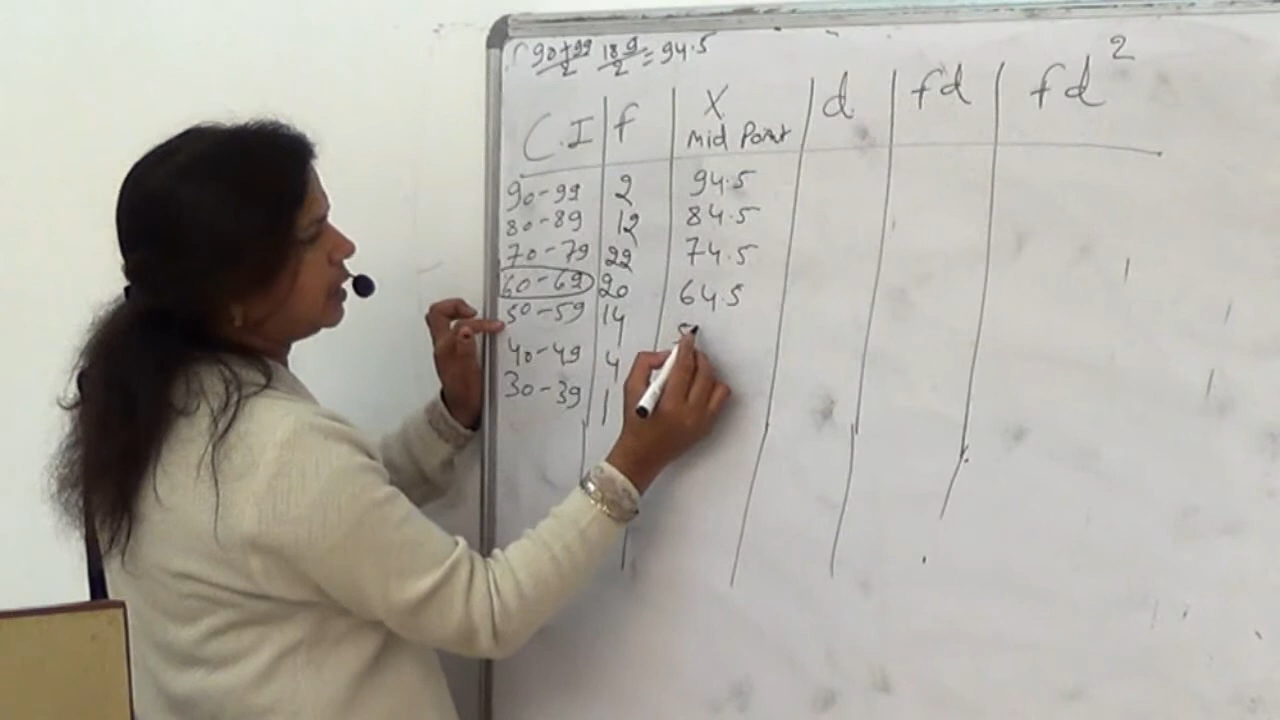 90+99/2 189/2 = 94.5
C.I f X d fd fd²
Mid Point
90-99 2 94.5
80-89 12 84.5
70-79 22 74.5
60-69 20 64.5
50-59 14 5
40-49 4
30-39 1